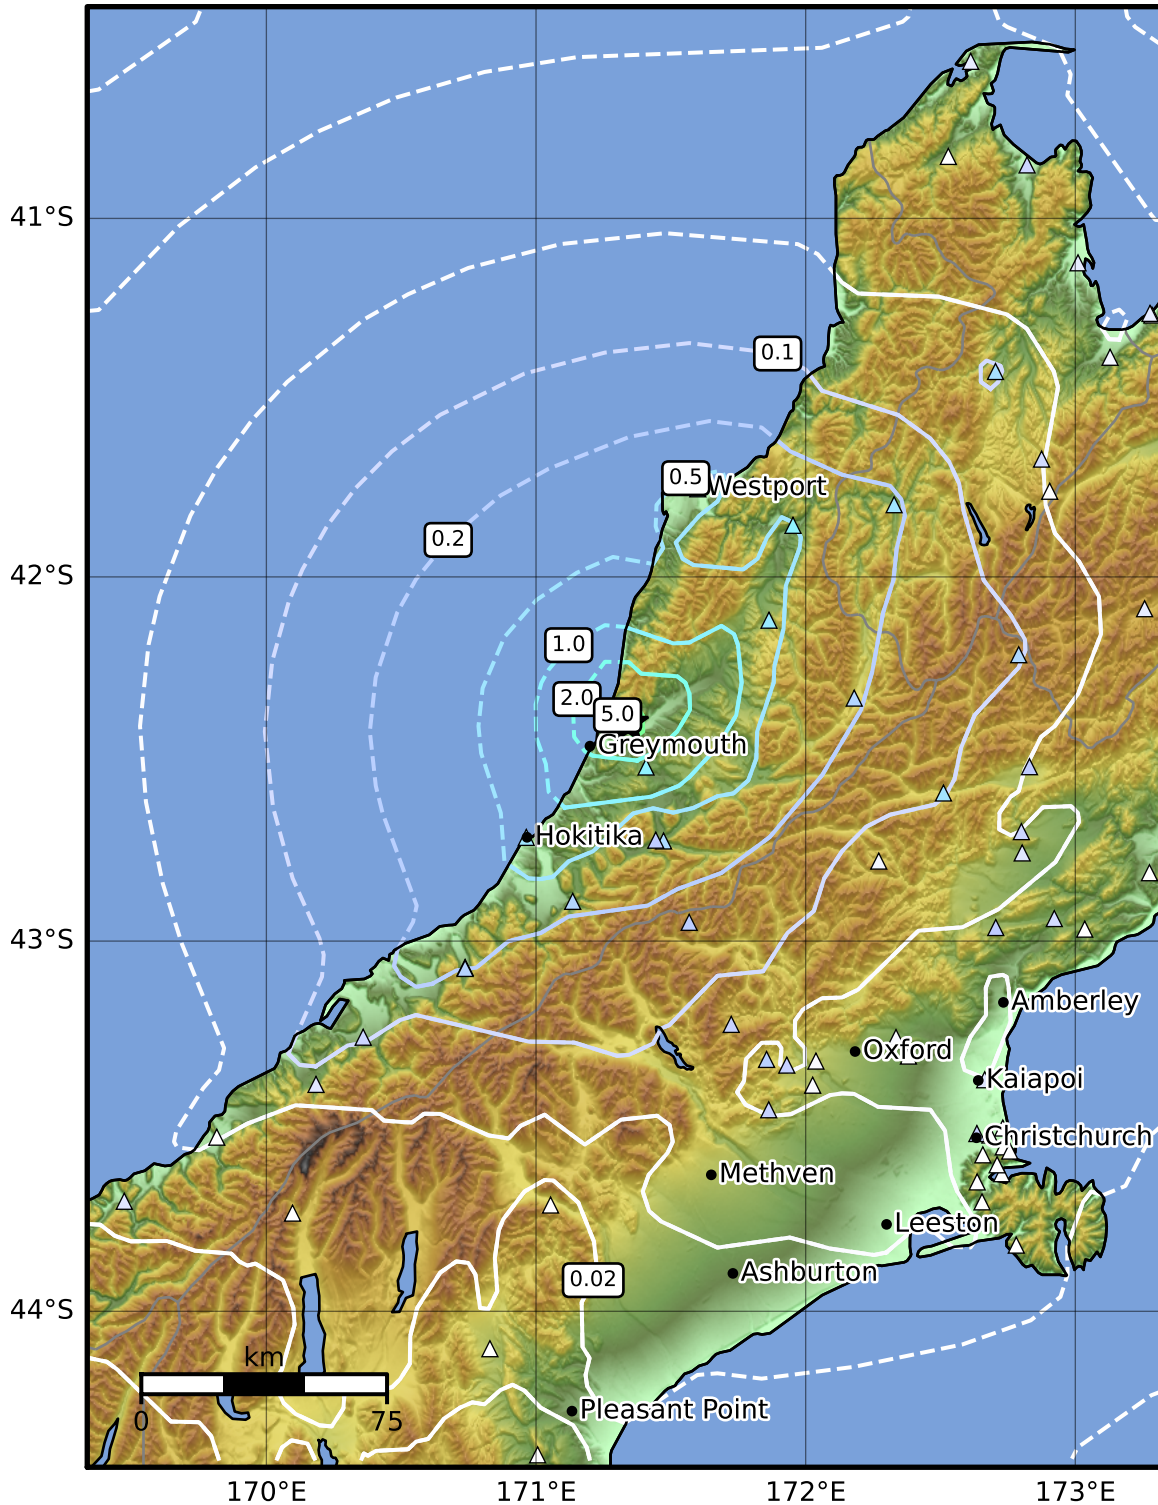 41°S
0.1
0.5
Westport
0.2
42°S
1.0
2.0
5.0
Greymouth
Hokitika
43°S
Amberley
Oxford
Kaiapoi
Christchurch
Methven
Leeston
Ashburton
0.02
44°S
km
0
75
Pleasant Point
170°E
171°E
172°E
173°E